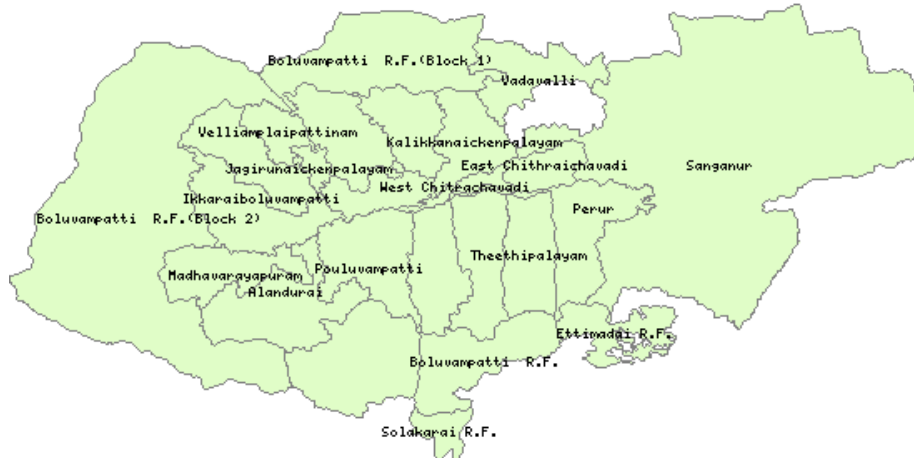 Boluvampatti R.F.(Block 1)
Vadavalli
Velliamplaipattinam
Kalikkanaickenpalayam
Jagirunaickenpalayam
East Chithraichavadi
Sanganur
West Chitrachavadi
Ikkaraiboluvampatti
Perur
Boluvampatti R.F.(Block 2)
Theethipalayam
Madhavarayapuram
Pouluvampatti
Alandurai
Ettimadai R.F.
Boluvampatti R.F.
Solakarai R.F.